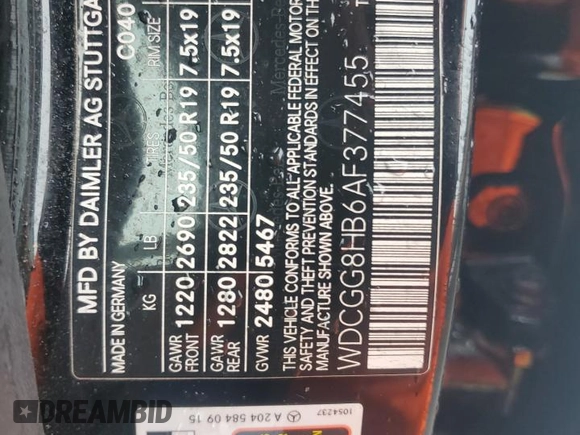 MFD BY DAIMLER AG STUTTGA
C040
MADE IN GERMANY
KG LB TIRES RIM SIZE
GAWR FRONT 1220 2690 235/50 R19 7.5x19
GAWR REAR 1280 2822 235/50 R19 7.5x19
GVWR 2480 5467
THIS VEHICLE CONFORMS TO ALL APPLICABLE FEDERAL MOTOR
SAFETY AND THEFT PREVENTION STANDARDS IN EFFECT ON THE
MANUFACTURE SHOWN ABOVE.
WDCGG8HB6AF377455
A 204 584 09 15
1054237
DREAMBID